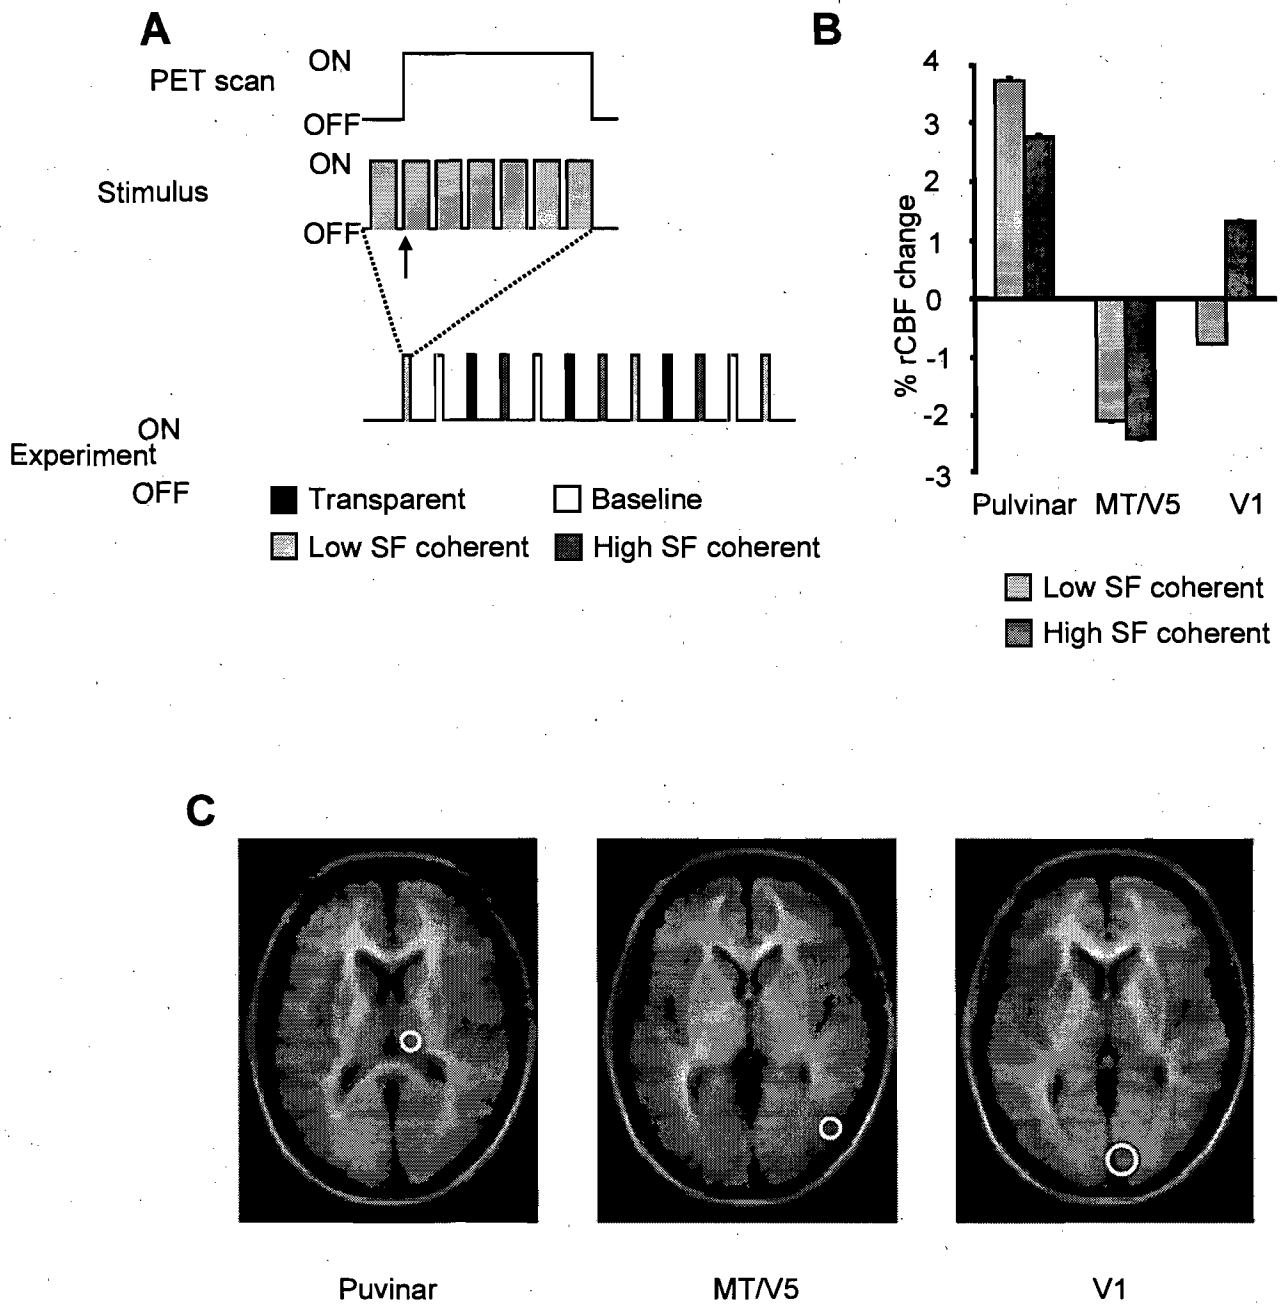 A
PET scan
ON
OFF
Stimulus
ON
OFF
Experiment
ON
OFF
Transparent
Baseline
Low SF coherent
High SF coherent
B
% rCBF change
4
3
2
1
0
-1
-2
-3
Pulvinar
MT/V5
V1
Low SF coherent
High SF coherent
C
Puvinar
MT/V5
V1